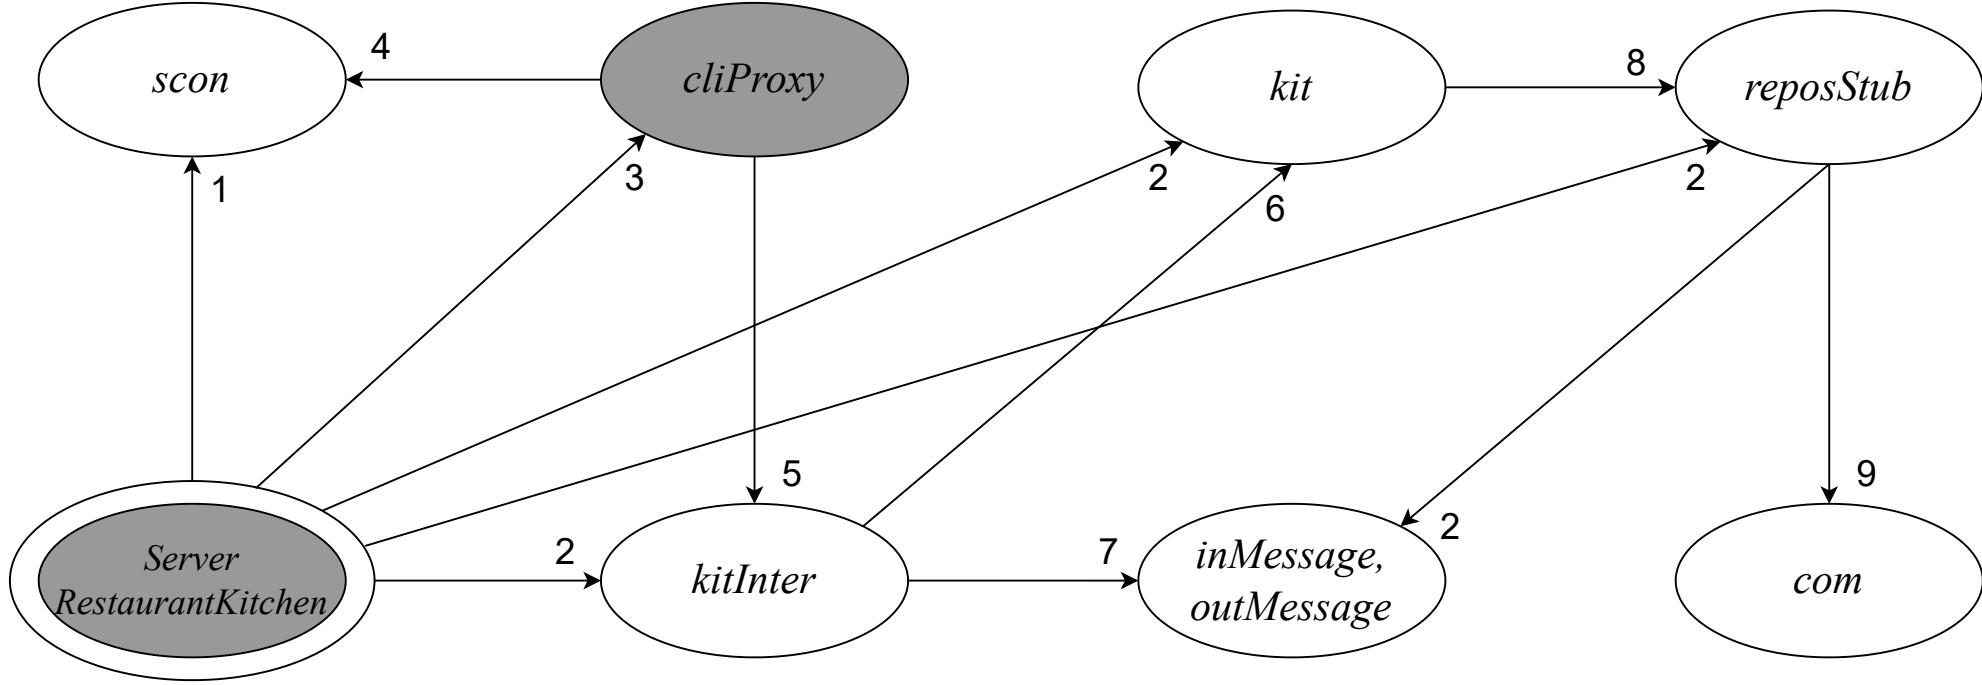 scon
4
cliProxy
kit
8
reposStub
1
3
2
6
2
5
9
Server
RestaurantKitchen
2
kitInter
7
inMessage,
outMessage
2
com